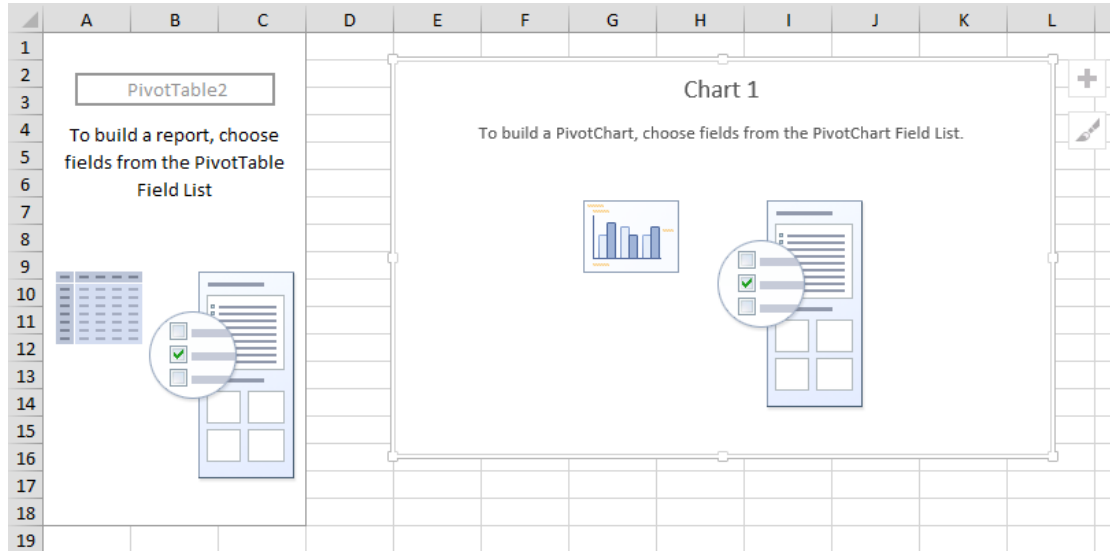 A B C D E F G H I J K L
1
2
3
4
5
6
7
8
9
10
11
12
13
14
15
16
17
18
19
PivotTable2
To build a report, choose
fields from the PivotTable
Field List
Chart 1
To build a PivotChart, choose fields from the PivotChart Field List.